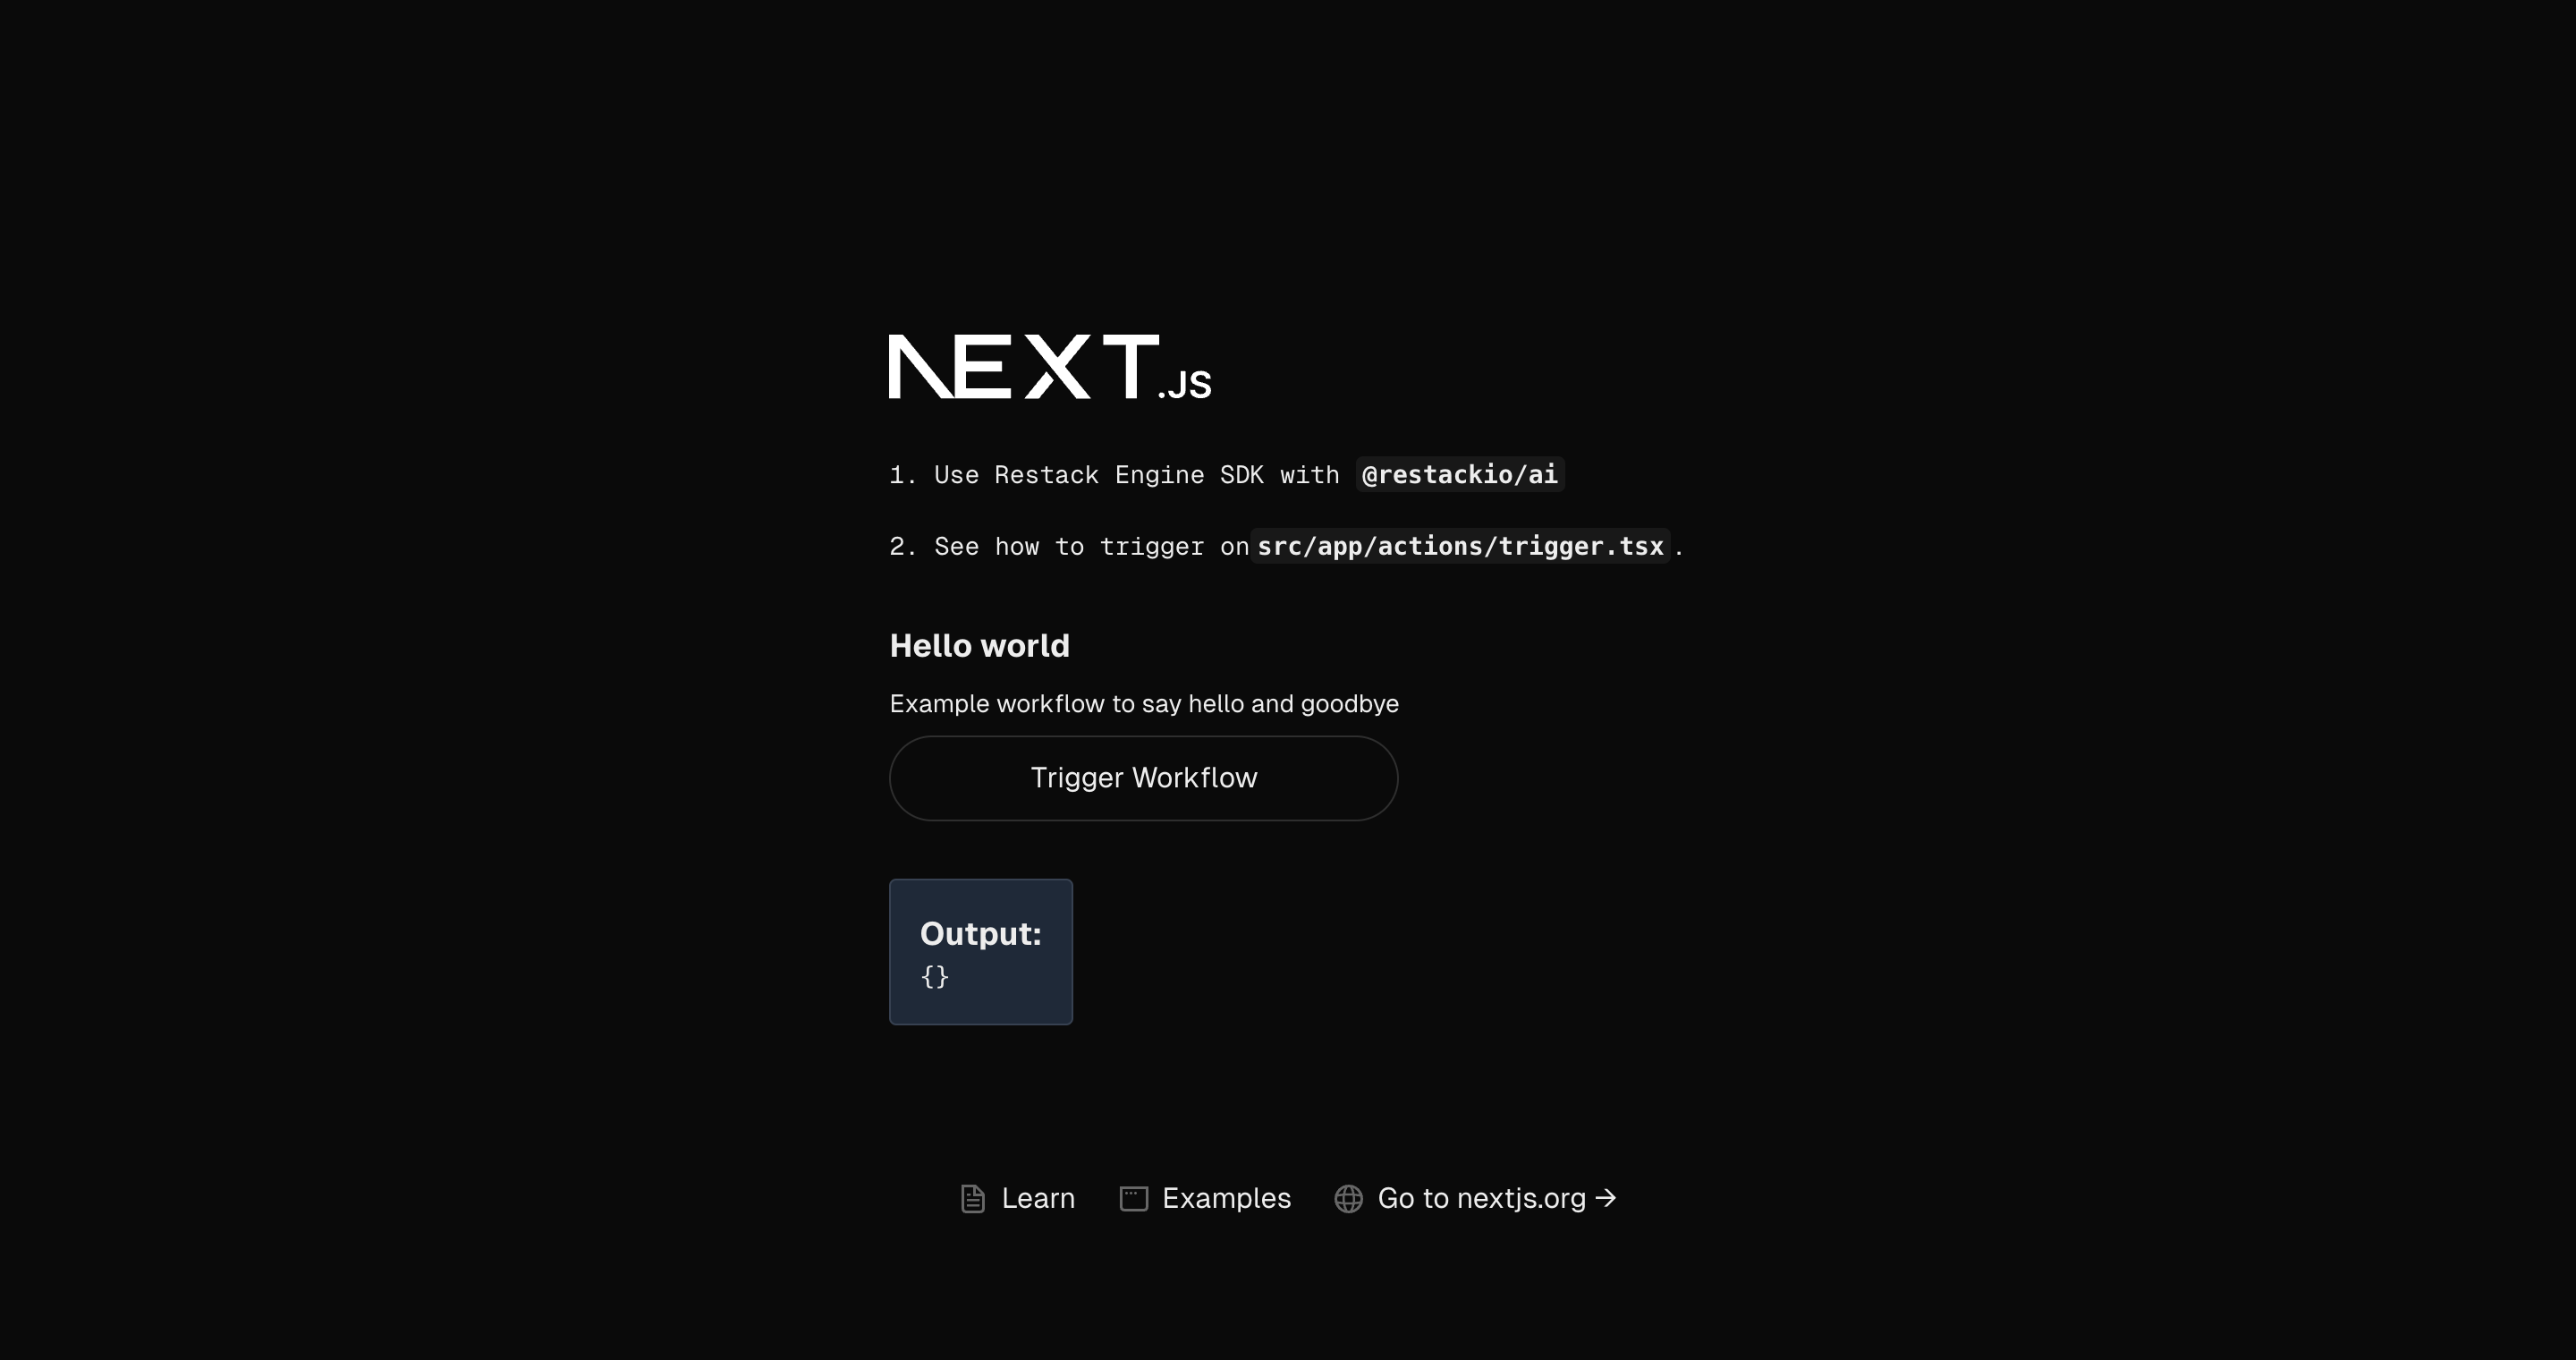 NEXT.JS
1. Use Restack Engine SDK with @restackio/ai
2. See how to trigger on src/app/actions/trigger.tsx.
Hello world
Example workflow to say hello and goodbye
Trigger Workflow
Output:
{}
Learn Examples Go to nextjs.org →